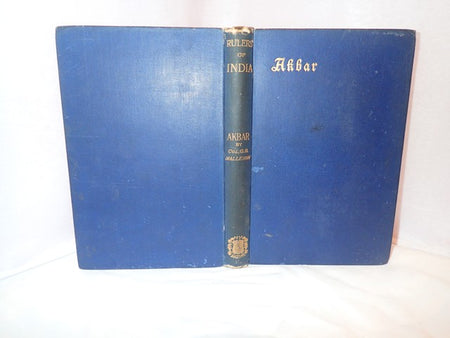 RULERS
OF
INDIA
AKBAR
BY
COL. G. B.
MALLESON
Akbar